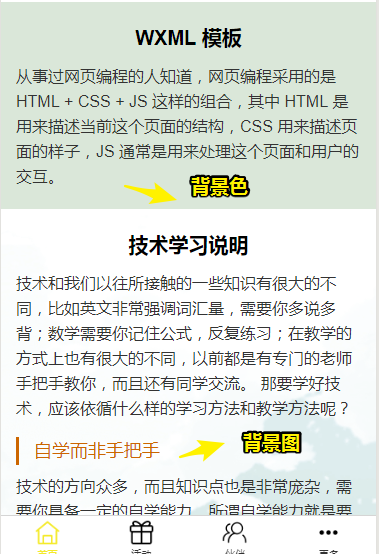 WXML 模板
从事过网页编程的人知道，网页编程采用的是
HTML + CSS + JS 这样的组合，其中 HTML 是
用来描述当前这个页面的结构，CSS 用来描述页
面的样子，JS 通常是用来处理这个页面和用户的
交互。
背景色
技术学习说明
技术和我们以往所接触的一些知识有很大的不
同，比如英文非常强调词汇量，需要你多说多
背；数学需要你记住公式，反复练习；在教学的
方式上也有很大的不同，以前都是有专门的老师
手把手教你，而且还有同学交流。 那要学好技
术，应该依循什么样的学习方法和教学方法呢？
自学而非手把手
背景图
技术的方向众多，而且知识点也是非常庞杂，需
要你具备一定的自学能力，所谓自学能力就是要
首页 活动 伙伴 更多